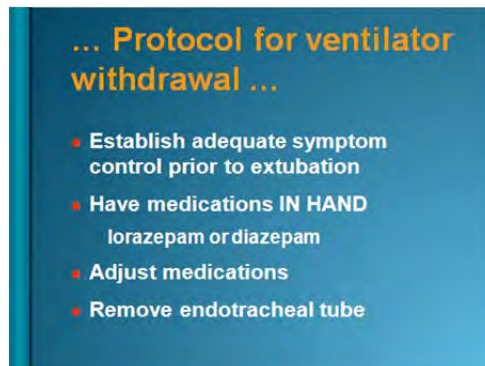 ... Protocol for ventilator
withdrawal ...
Establish adequate symptom
control prior to extubation
Have medications IN HAND
lorazepam or diazepam
Adjust medications
Remove endotracheal tube